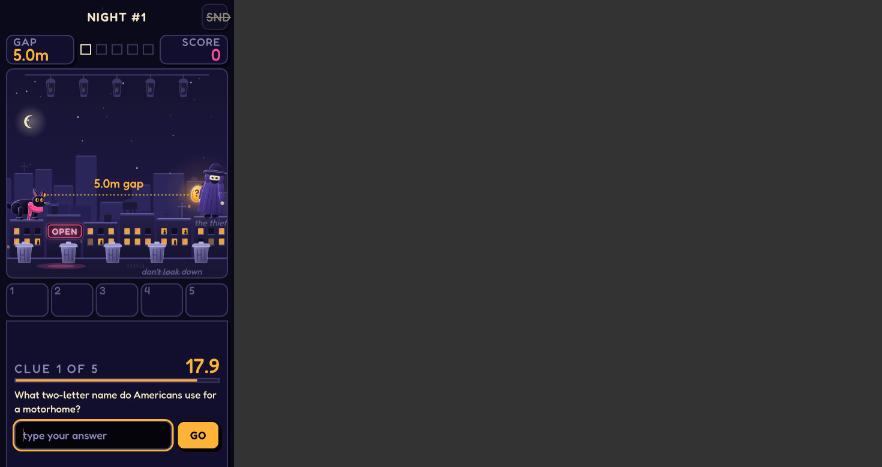 NIGHT #1
SND
GAP
5.0m
SCORE
0
5.0m gap
?
the thief
OPEN
don't look down
1 2 3 4 5
CLUE 1 OF 5
17.9
What two-letter name do Americans use for
a motorhome?
type your answer
GO